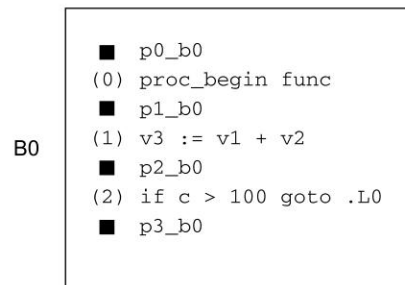 ■ p0_b0
(0) proc_begin func
■ p1_b0
B0
(1) v3 := v1 + v2
■ p2_b0
(2) if c > 100 goto .L0
■ p3_b0